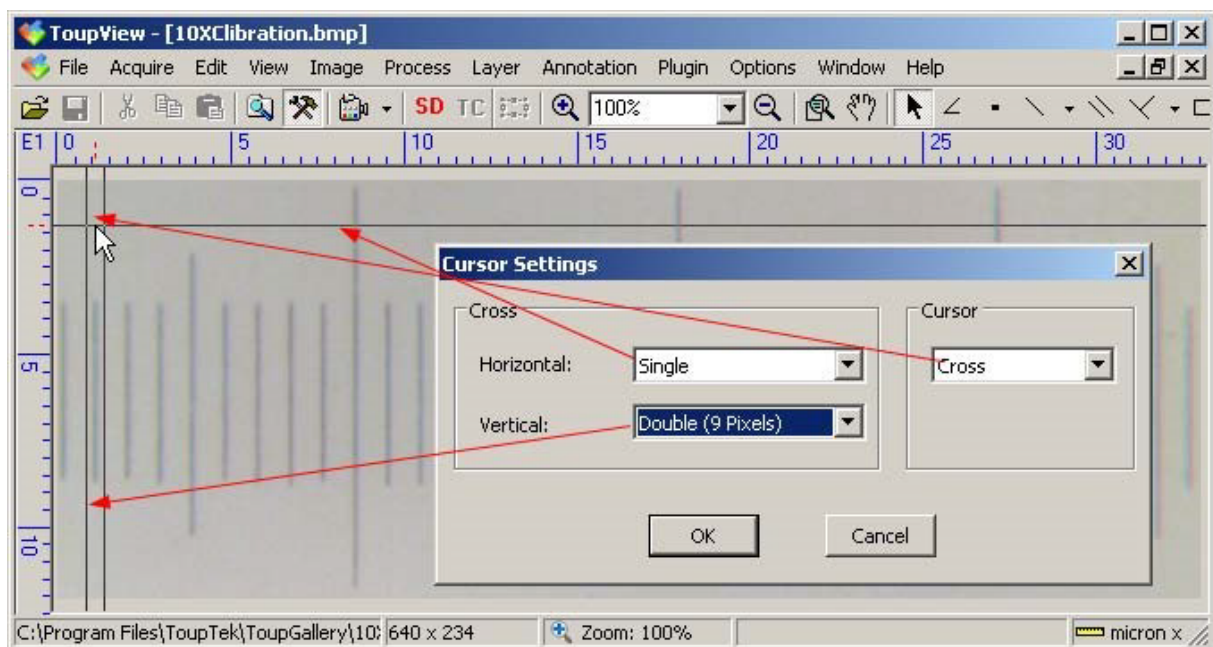 ToupView - [10XClibration.bmp]
File Acquire Edit View Image Process Layer Annotation Plugin Options Window Help
SD TC 100%
E1 0 5 10 15 20 25 30
0
5
10
Cursor Settings
Cross
Cursor
Horizontal: Single
Cross
Vertical: Double (9 Pixels)
OK Cancel
C:\Program Files\ToupTek\ToupGallery\10 640 x 234 Zoom: 100% micron x